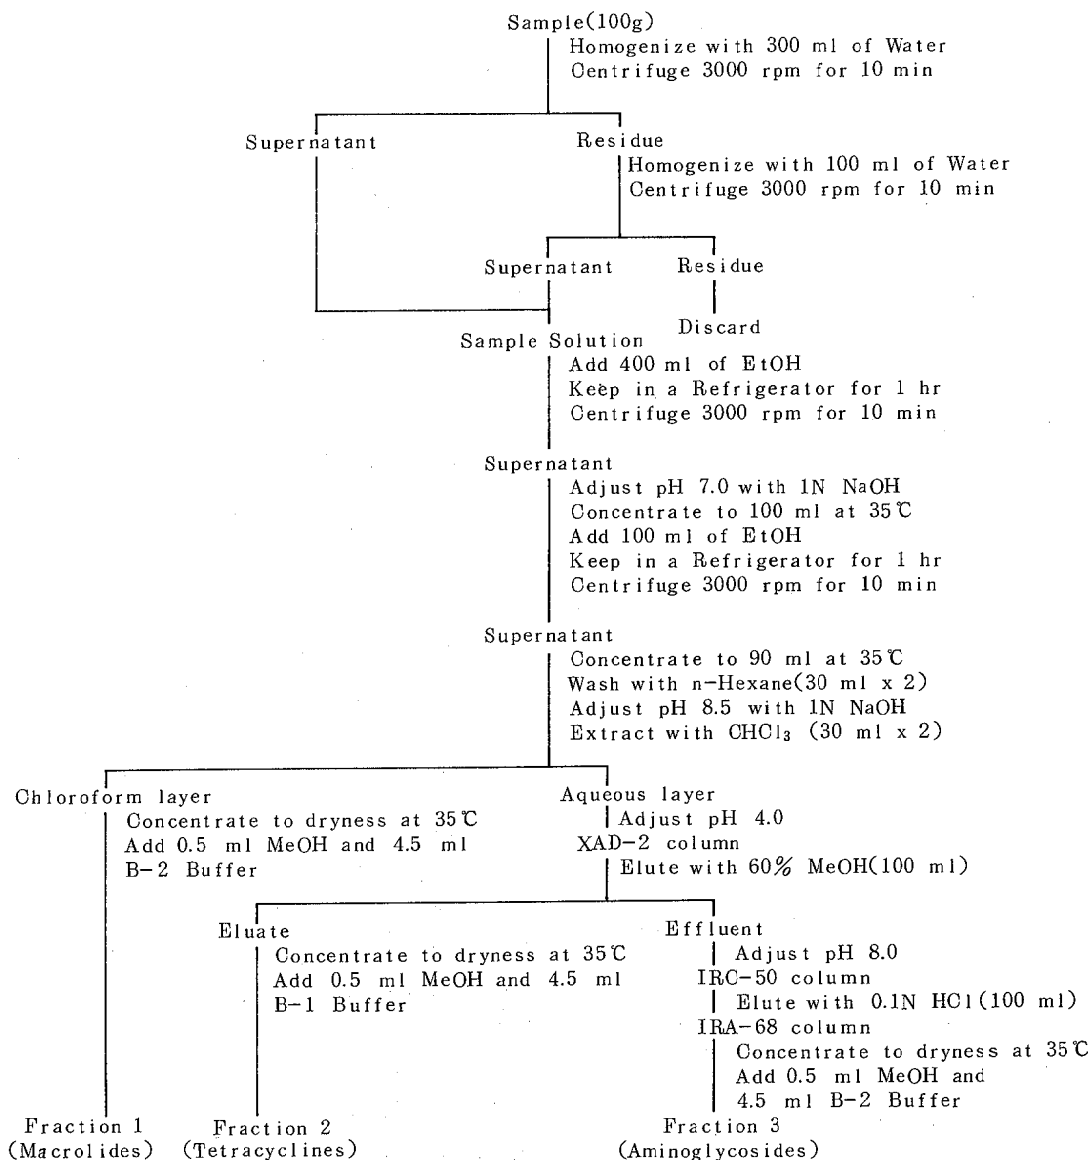 Sample(100g)
Homogenize with 300 ml of Water
Centrifuge 3000 rpm for 10 min
Supernatant
Residue
Homogenize with 100 ml of Water
Centrifuge 3000 rpm for 10 min
Supernatant
Residue
Discard
Sample Solution
Add 400 ml of EtOH
Keep in a Refrigerator for 1 hr
Centrifuge 3000 rpm for 10 min
Supernatant
Adjust pH 7.0 with 1N NaOH
Concentrate to 100 ml at 35℃
Add 100 ml of EtOH
Keep in a Refrigerator for 1 hr
Centrifuge 3000 rpm for 10 min
Supernatant
Concentrate to 90 ml at 35℃
Wash with n-Hexane(30 ml x 2)
Adjust pH 8.5 with 1N NaOH
Extract with CHCl₃ (30 ml x 2)
Chloroform layer
Concentrate to dryness at 35℃
Add 0.5 ml MeOH and 4.5 ml
B-2 Buffer
Aqueous layer
Adjust pH 4.0
XAD-2 column
Elute with 60% MeOH(100 ml)
Eluate
Concentrate to dryness at 35℃
Add 0.5 ml MeOH and 4.5 ml
B-1 Buffer
Effluent
Adjust pH 8.0
IRC-50 column
Elute with 0.1N HCl(100 ml)
IRA-68 column
Concentrate to dryness at 35℃
Add 0.5 ml MeOH and
4.5 ml B-2 Buffer
Fraction 1
(Macrolides)
Fraction 2
(Tetracyclines)
Fraction 3
(Aminoglycosides)